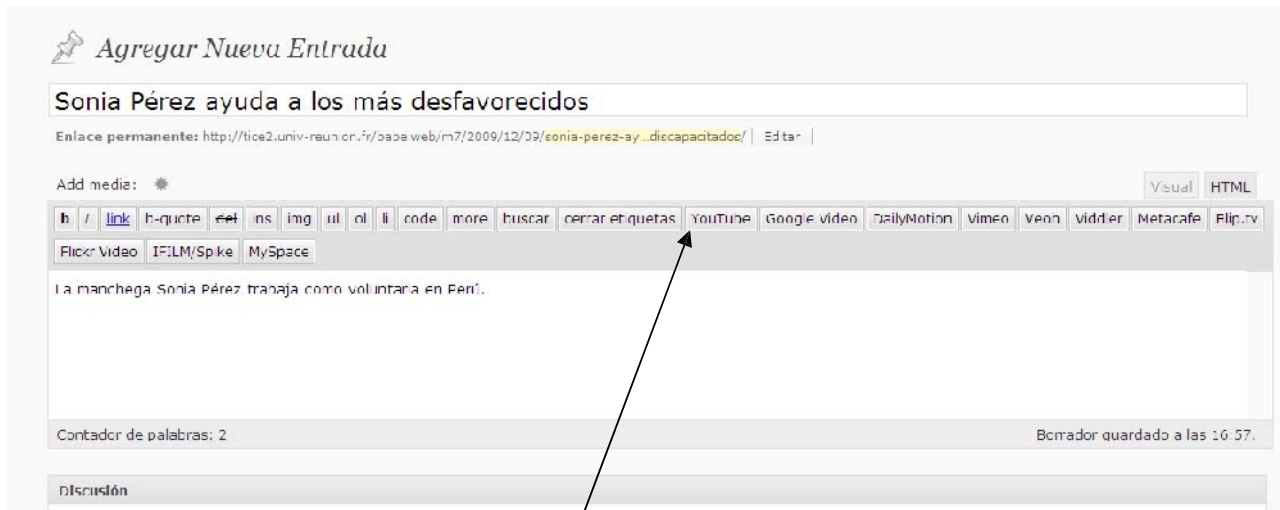 Agregar Nueva Entrada
Sonia Pérez ayuda a los más desfavorecidos
Enlace permanente: http://tice2.univ-reunion.fr/babelweb/m7/2009/12/09/sonia-perez-ay...discapacitados/ Editar
Add media:
Visual HTML
b i link b-quote del ins img ul ol li code more buscar cerrar etiquetas YouTube Google Video DailyMotion Vimeo Veoh Viddler Metacafe Blip.tv
Flickr Video IFILM/Spike MySpace
La manchega Sonia Pérez trabaja como voluntaria en Perú.
Contador de palabras: 2 Borrador guardado a las 16:57.
Discusión